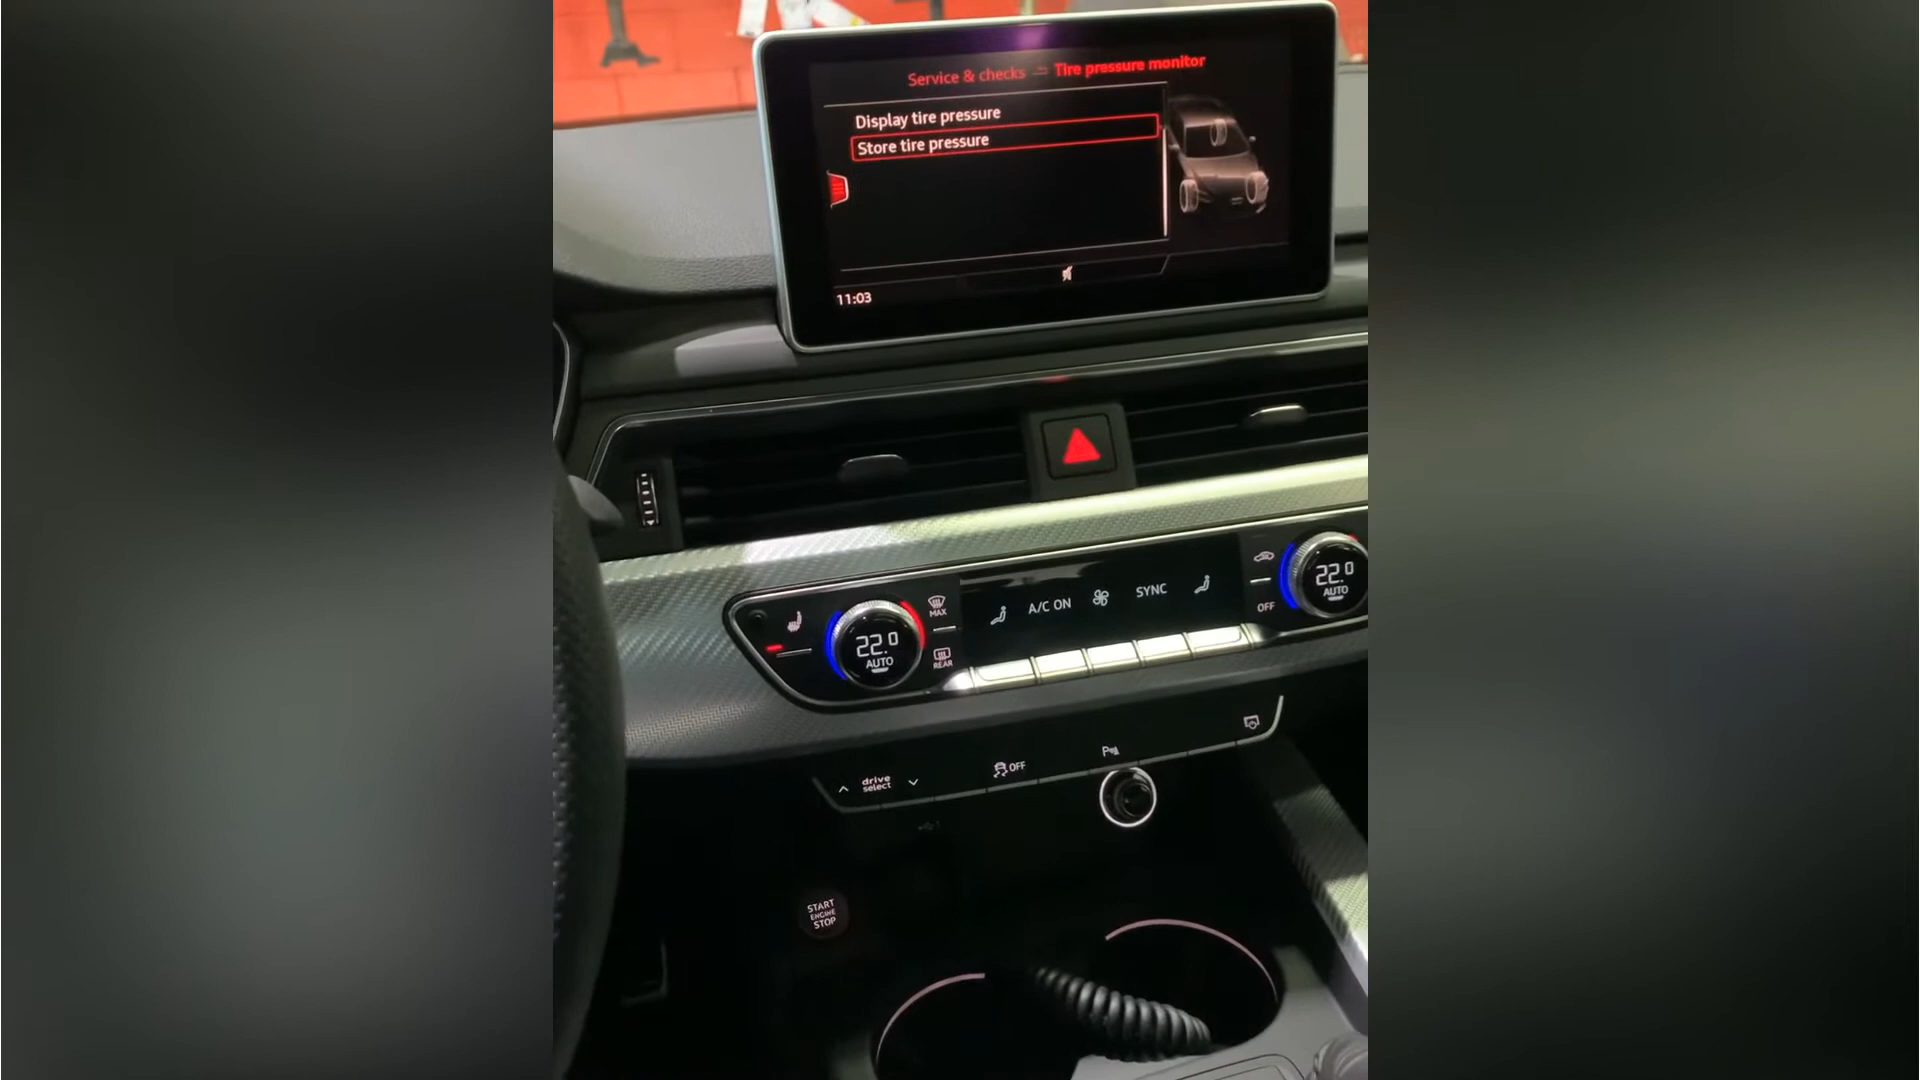 Service & checks Tire pressure monitor
Display tire pressure
Store tire pressure
11:03
MAX
22.0
AUTO
REAR
A/C ON
SYNC
OFF
22.0
AUTO
drive
select
OFF
P
START
ENGINE
STOP